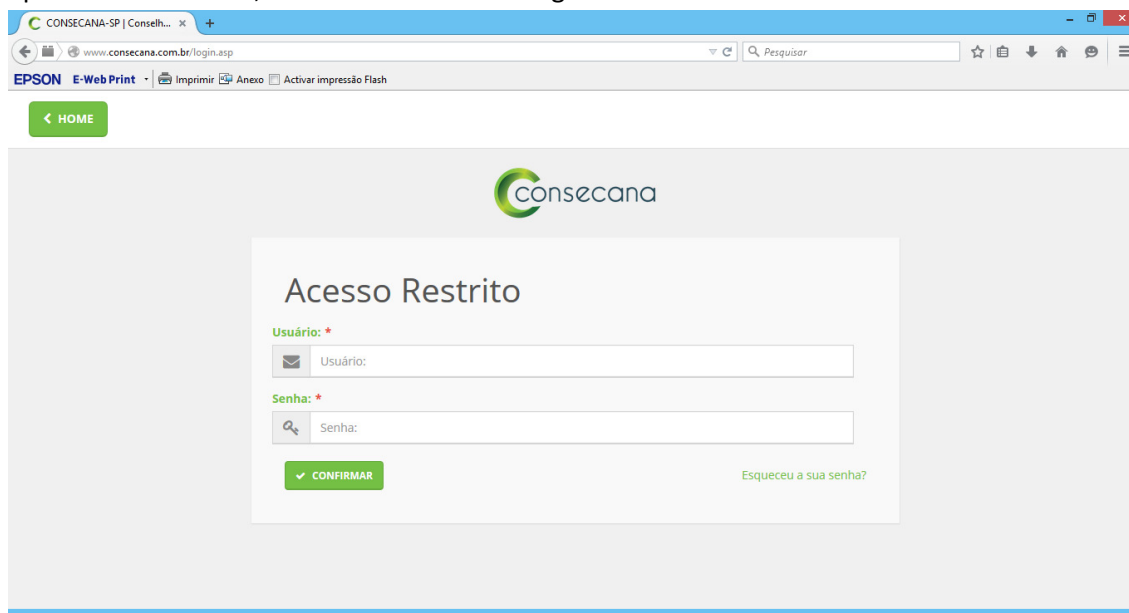 CONSECANA-SP | Conselh... × +
www.consecana.com.br/login.asp Pesquisar
EPSON E-Web Print Imprimir Anexo Activar impressão Flash
HOME
consecana
Acesso Restrito
Usuário: *
Usuário:
Senha: *
Senha:
CONFIRMAR Esqueceu a sua senha?